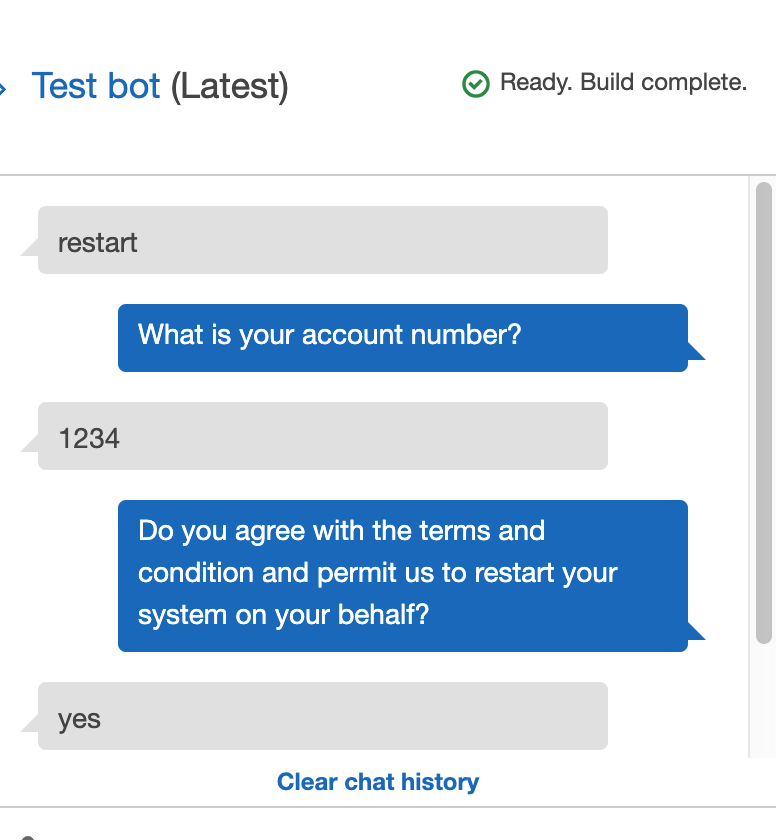 Test bot (Latest)
Ready. Build complete.
restart
What is your account number?
1234
Do you agree with the terms and
condition and permit us to restart your
system on your behalf?
yes
Clear chat history